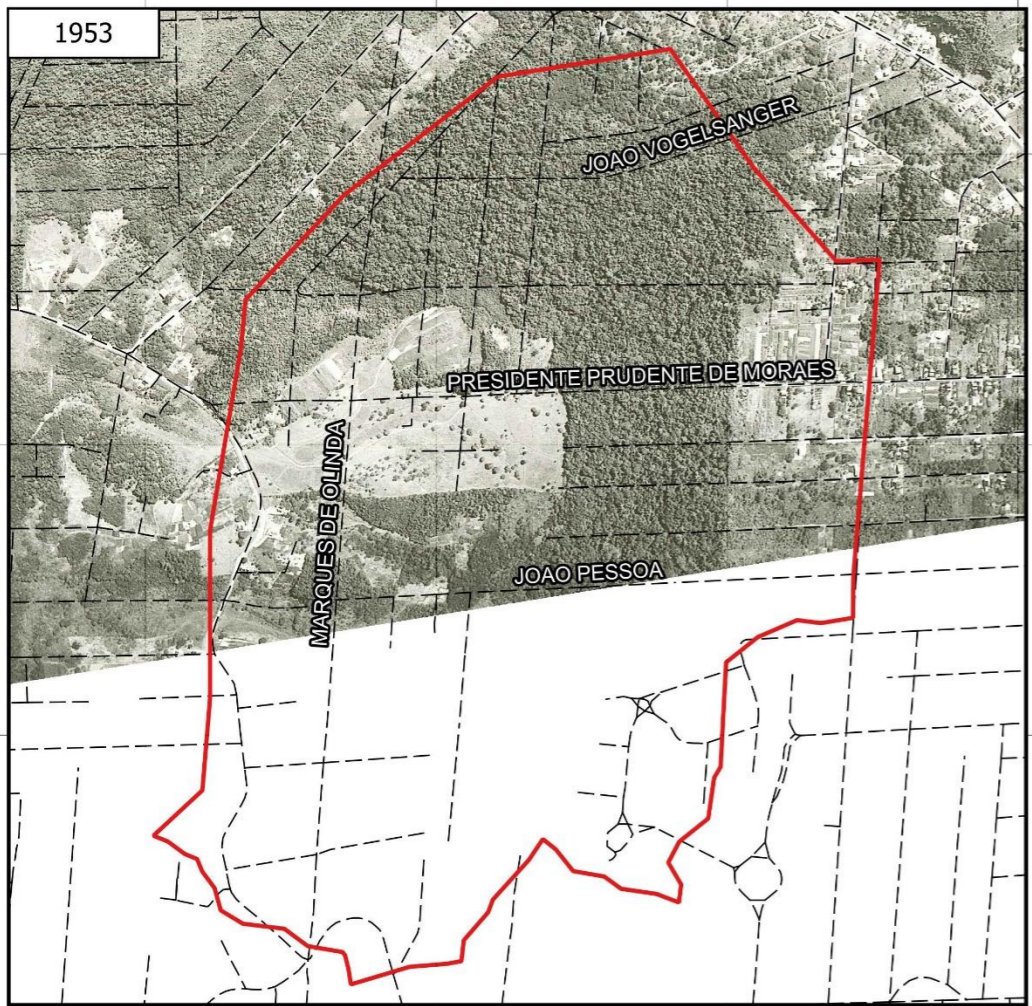 1953
JOAO VOGELSANGER
PRESIDENTE PRUDENTE DE MORAES
MARQUES DE OLINDA
JOAO PESSOA